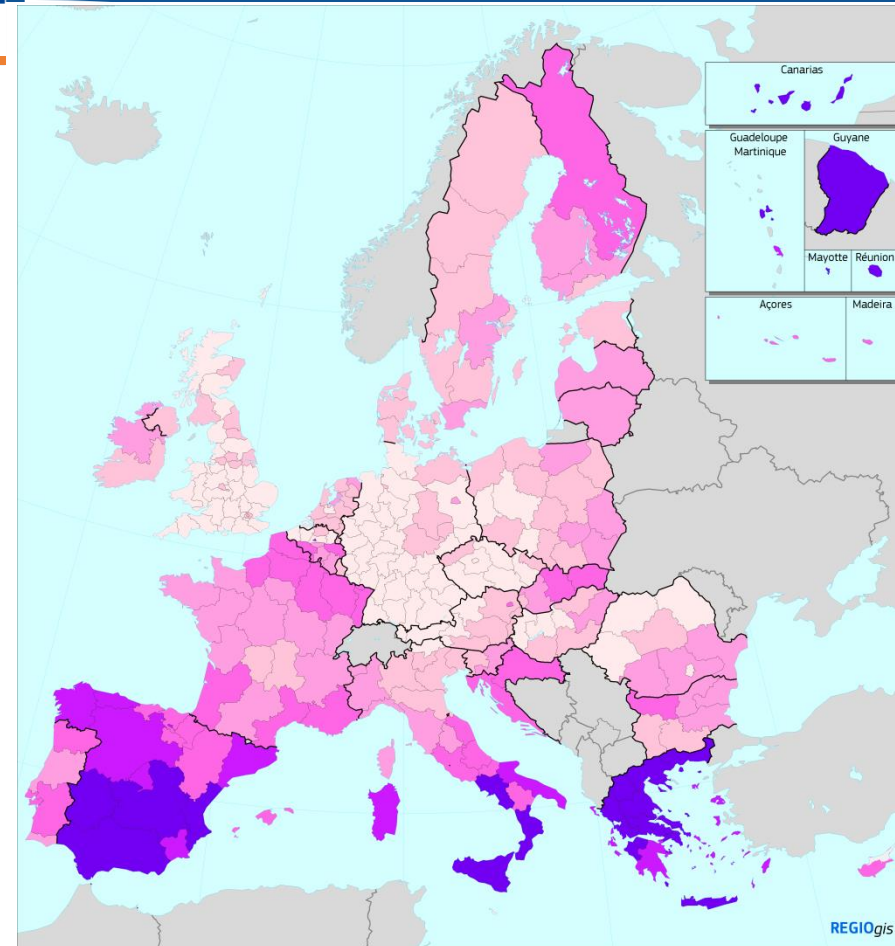 Canarias
Guadeloupe
Martinique
Guyane
Mayotte
Réunion
Açores
Madeira
REGIOgis